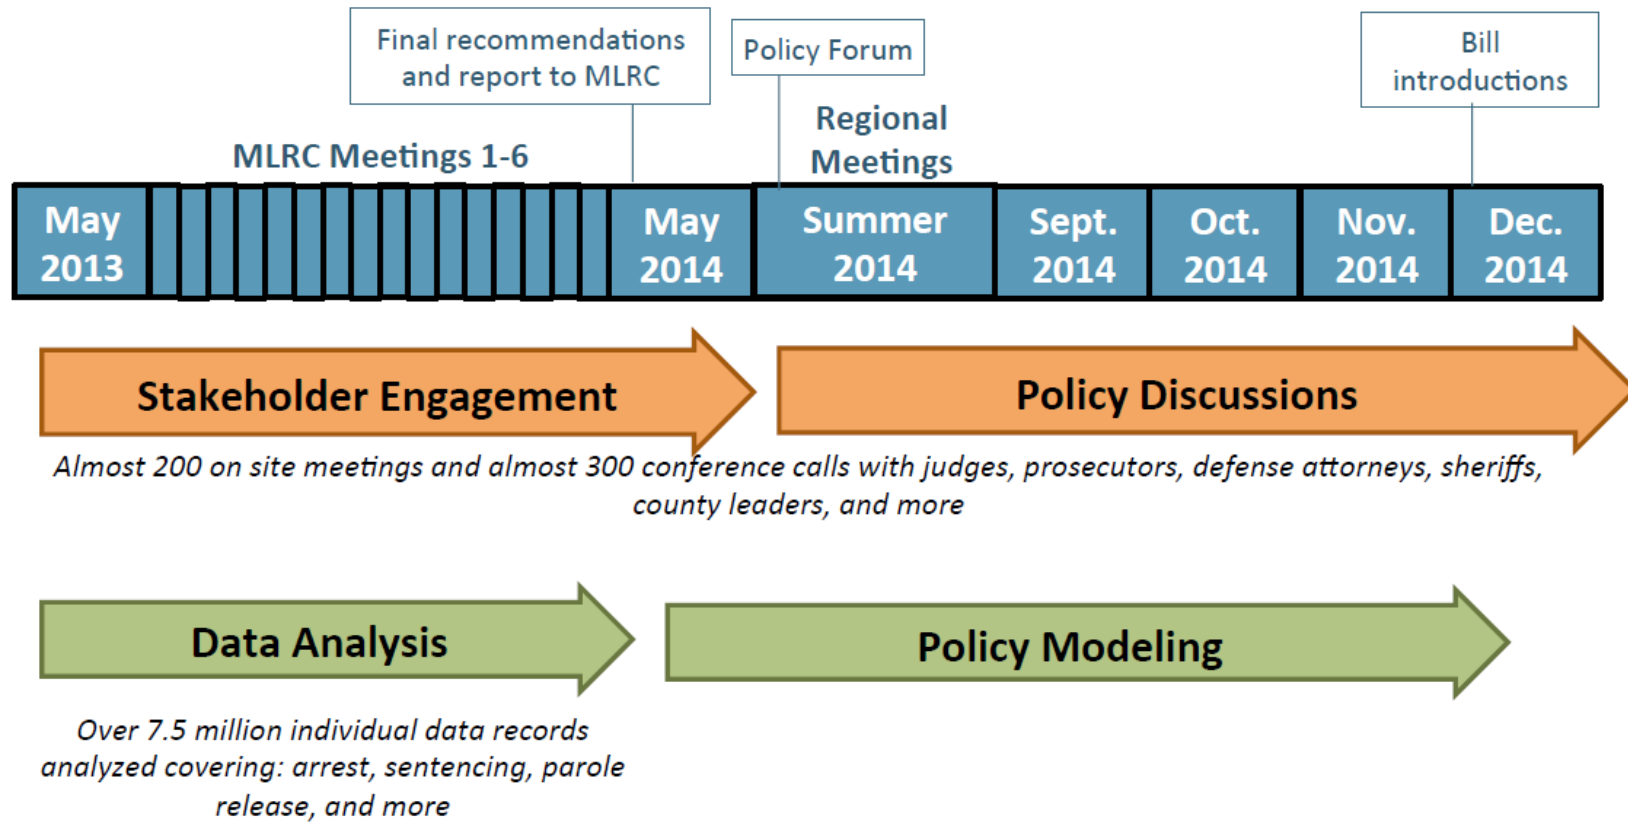 Final recommendations
and report to MLRC
Policy Forum
Bill
introductions
MLRC Meetings 1-6
Regional
Meetings
May
2013
May
2014
Summer
2014
Sept.
2014
Oct.
2014
Nov.
2014
Dec.
2014
Stakeholder Engagement
Policy Discussions
Almost 200 on site meetings and almost 300 conference calls with judges, prosecutors, defense attorneys, sheriffs,
county leaders, and more
Data Analysis
Policy Modeling
Over 7.5 million individual data records
analyzed covering: arrest, sentencing, parole
release, and more